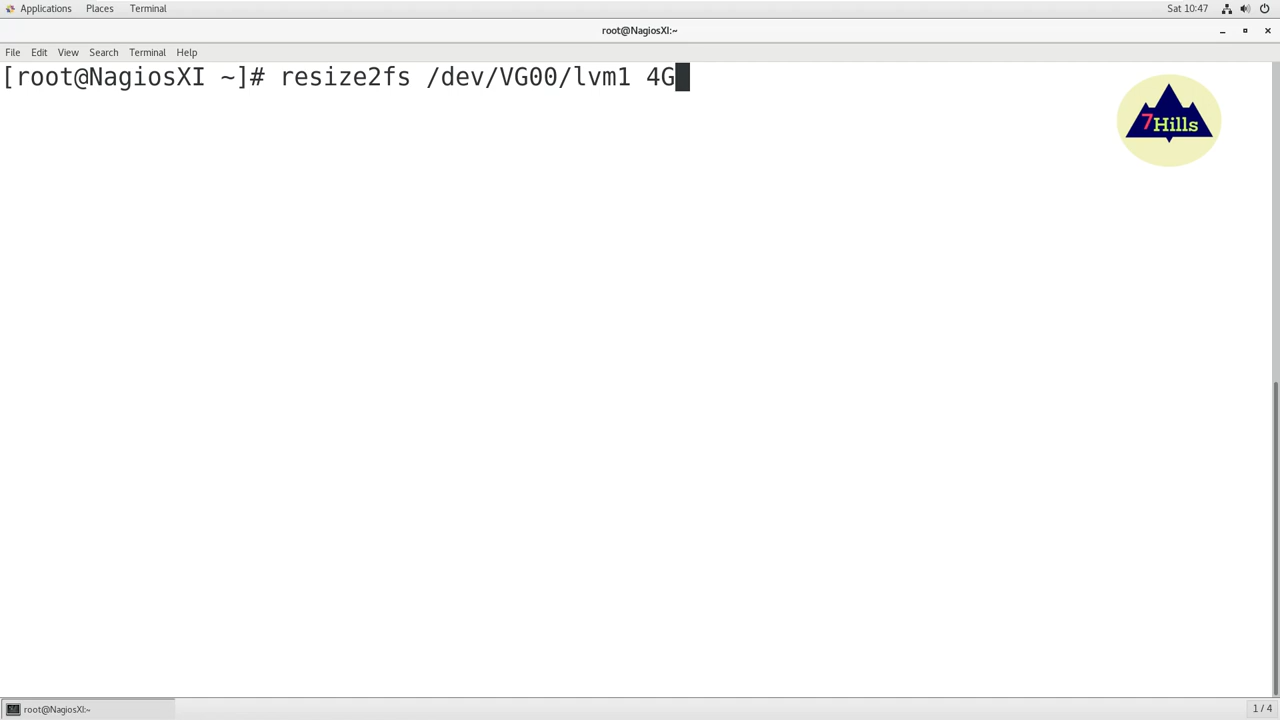 Applications Places Terminal Sat 10:47
root@NagiosXI:~
File Edit View Search Terminal Help
[root@NagiosXI ~]# resize2fs /dev/VG00/lvm1 4G
7Hills
root@NagiosXI:~ 1 / 4